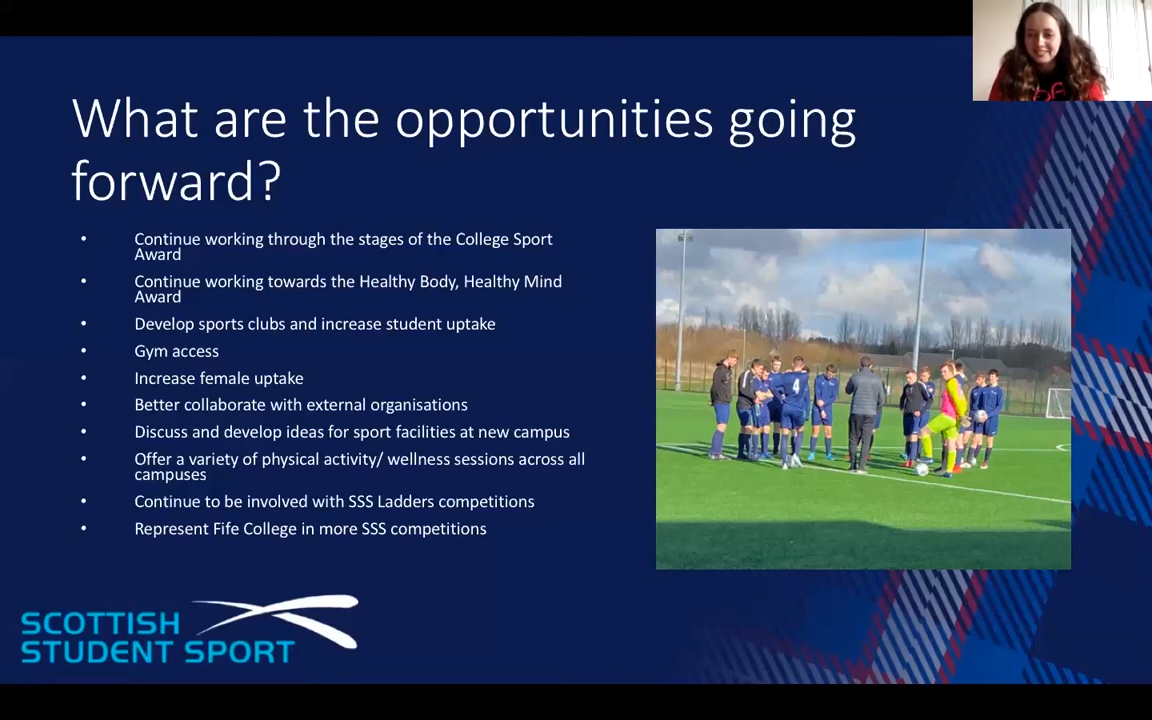 What are the opportunities going
forward?
• Continue working through the stages of the College Sport
Award
• Continue working towards the Healthy Body, Healthy Mind
Award
• Develop sports clubs and increase student uptake
• Gym access
• Increase female uptake
• Better collaborate with external organisations
• Discuss and develop ideas for sport facilities at new campus
• Offer a variety of physical activity/ wellness sessions across all
campuses
• Continue to be involved with SSS Ladders competitions
• Represent Fife College in more SSS competitions
4
SCOTTISH
STUDENT SPORT